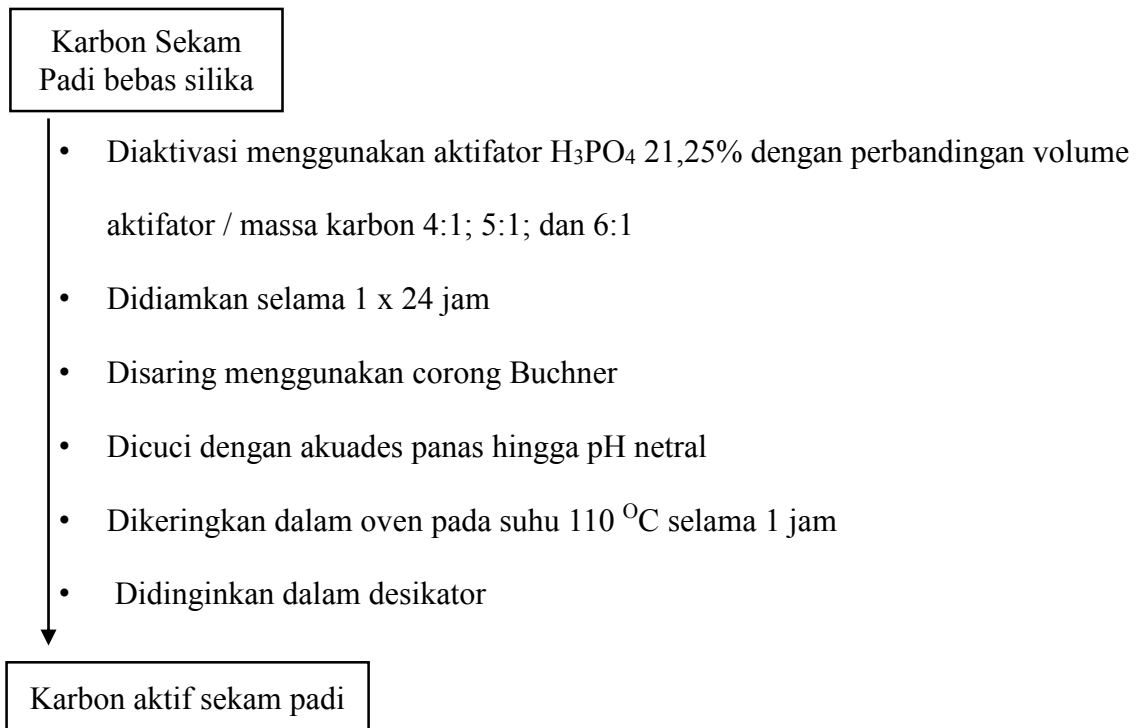 Karbon Sekam
Padi bebas silika
• Diaktivasi menggunakan aktifator H₃PO₄ 21,25% dengan perbandingan volume
aktifator / massa karbon 4:1; 5:1; dan 6:1
• Didiamkan selama 1 x 24 jam
• Disaring menggunakan corong Buchner
• Dicuci dengan akuades panas hingga pH netral
• Dikeringkan dalam oven pada suhu 110 ᴼC selama 1 jam
• Didinginkan dalam desikator
Karbon aktif sekam padi